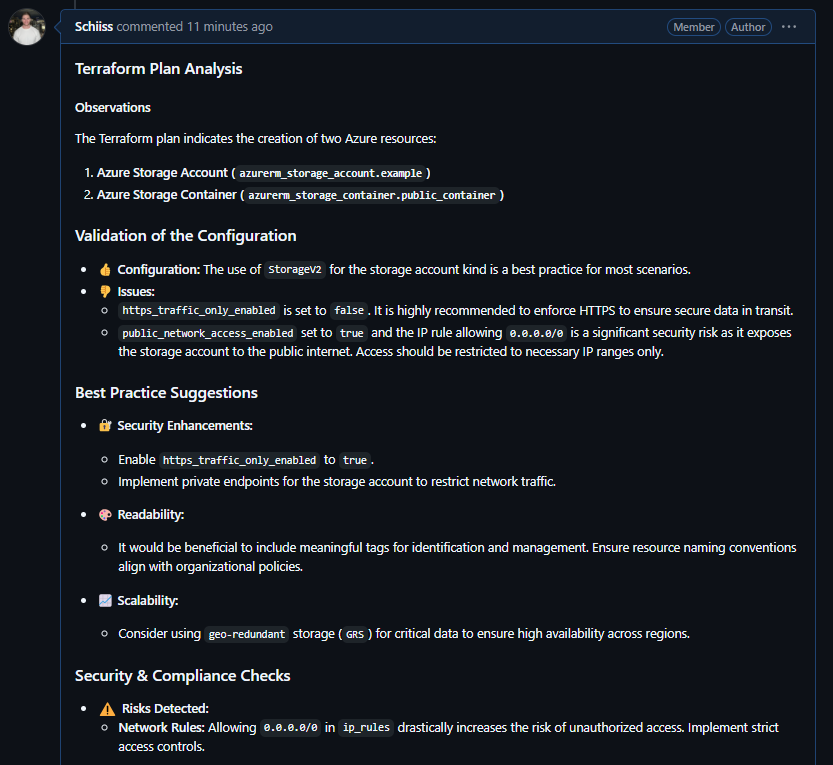 Schiiss commented 11 minutes ago
Member
Author
Terraform Plan Analysis
Observations
The Terraform plan indicates the creation of two Azure resources:
1. Azure Storage Account ( azurerm_storage_account.example )
2. Azure Storage Container ( azurerm_storage_container.public_container )
Validation of the Configuration
👍 Configuration: The use of StorageV2 for the storage account kind is a best practice for most scenarios.
👎 Issues:
https_traffic_only_enabled is set to false . It is highly recommended to enforce HTTPS to ensure secure data in transit.
public_network_access_enabled set to true and the IP rule allowing 0.0.0.0/0 is a significant security risk as it exposes
the storage account to the public internet. Access should be restricted to necessary IP ranges only.
Best Practice Suggestions
🔐 Security Enhancements:
Enable https_traffic_only_enabled to true .
Implement private endpoints for the storage account to restrict network traffic.
🎨 Readability:
It would be beneficial to include meaningful tags for identification and management. Ensure resource naming conventions
align with organizational policies.
📈 Scalability:
Consider using geo-redundant storage ( GRS ) for critical data to ensure high availability across regions.
Security & Compliance Checks
⚠️ Risks Detected:
Network Rules: Allowing 0.0.0.0/0 in ip_rules drastically increases the risk of unauthorized access. Implement strict
access controls.